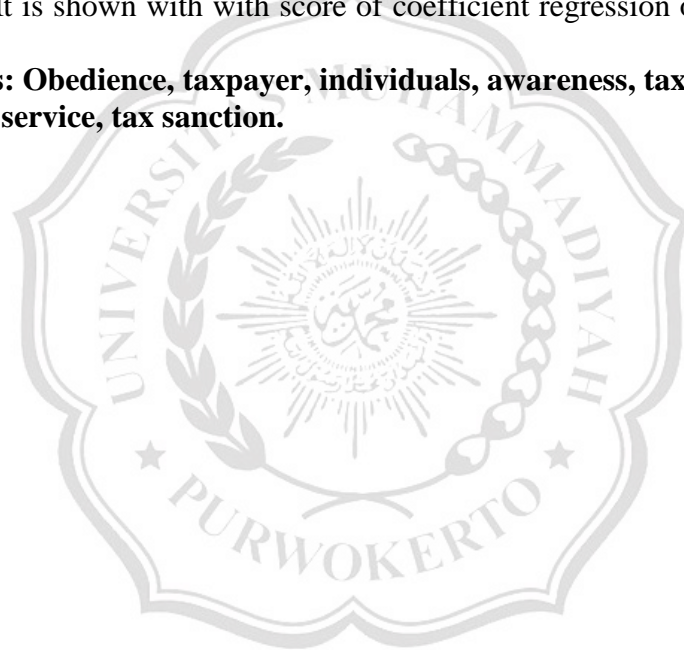 It is shown with with score of coefficient regression
s: Obedience, taxpayer, individuals, awareness, tax
service, tax sanction.
UNIVERSITAS MUHAMMADIYAH
PURWOKERTO